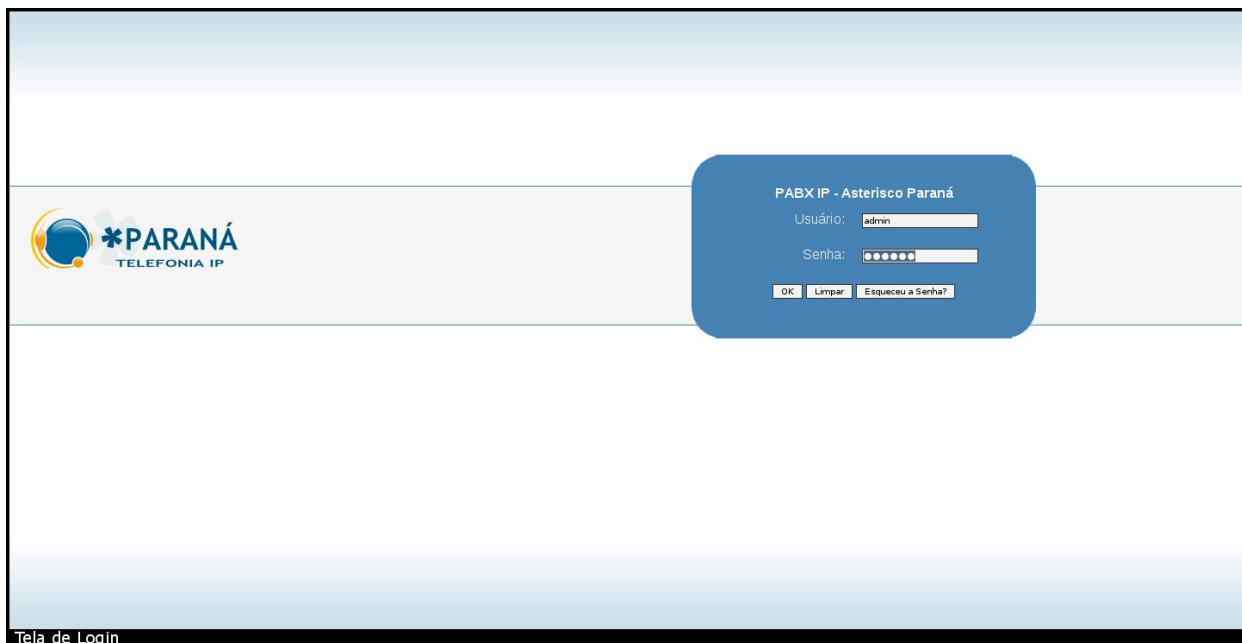 PABX IP - Asterisco Paraná
Usuário: admin
*PARANÁ
TELEFONIA IP
Senha: ●●●●●●
OK Limpar Esqueceu a Senha?
Tela de Login